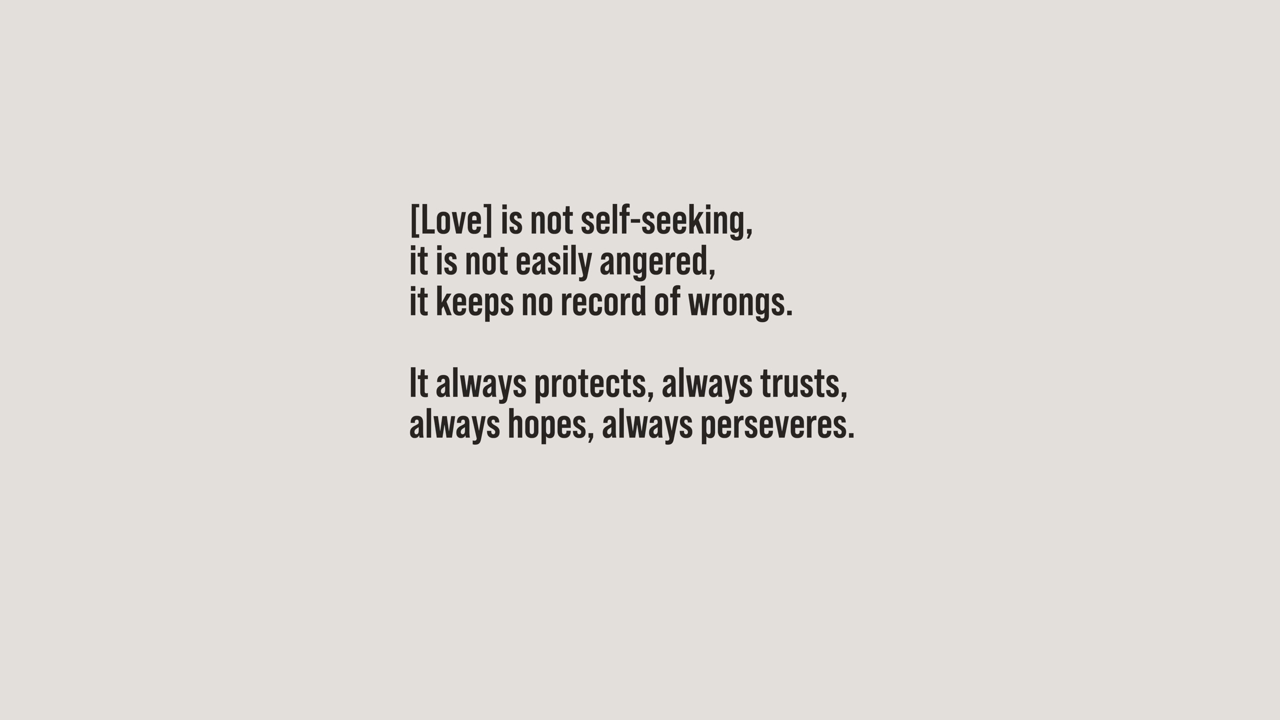 [Love] is not self-seeking,
it is not easily angered,
it keeps no record of wrongs.
It always protects, always trusts,
always hopes, always perseveres.